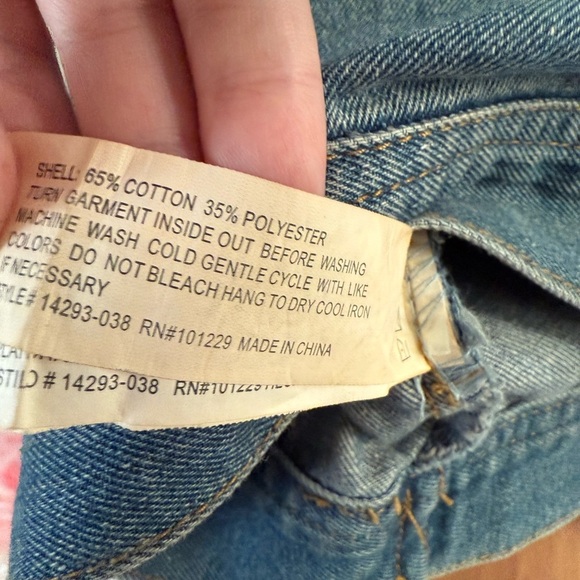 SHELL: 65% COTTON 35% POLYESTER
TURN GARMENT INSIDE OUT BEFORE WASHING
MACHINE WASH COLD GENTLE CYCLE WITH LIKE
COLORS DO NOT BLEACH HANG TO DRY COOL IRON
IF NECESSARY
STYLE# 14293-038 RN#101229 MADE IN CHINA
ESTILO # 14293-038 RN#101229